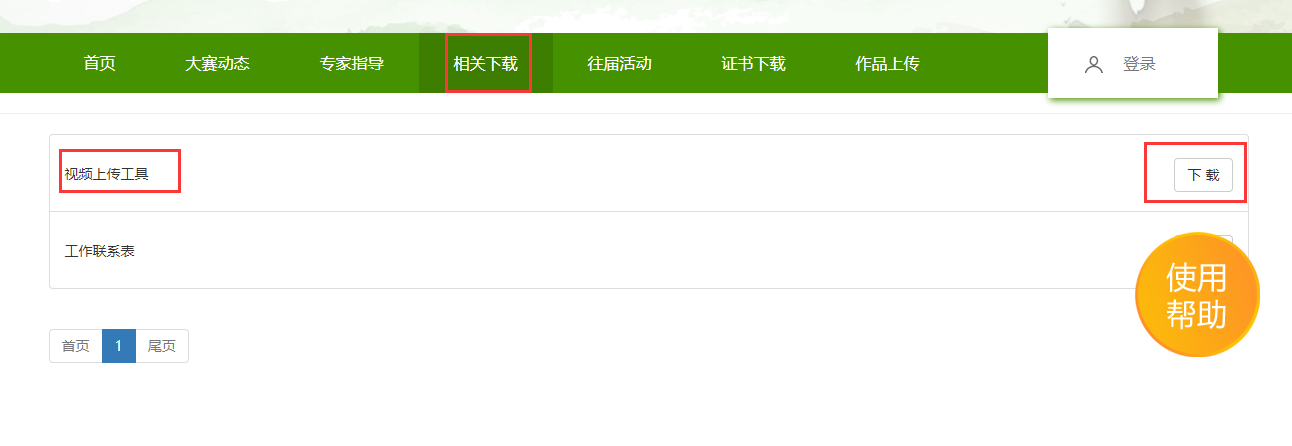 首页 大赛动态 专家指导 相关下载 往届活动 证书下载 作品上传 登录
视频上传工具 下 载
工作联系表
使用
帮助
首页 1 尾页